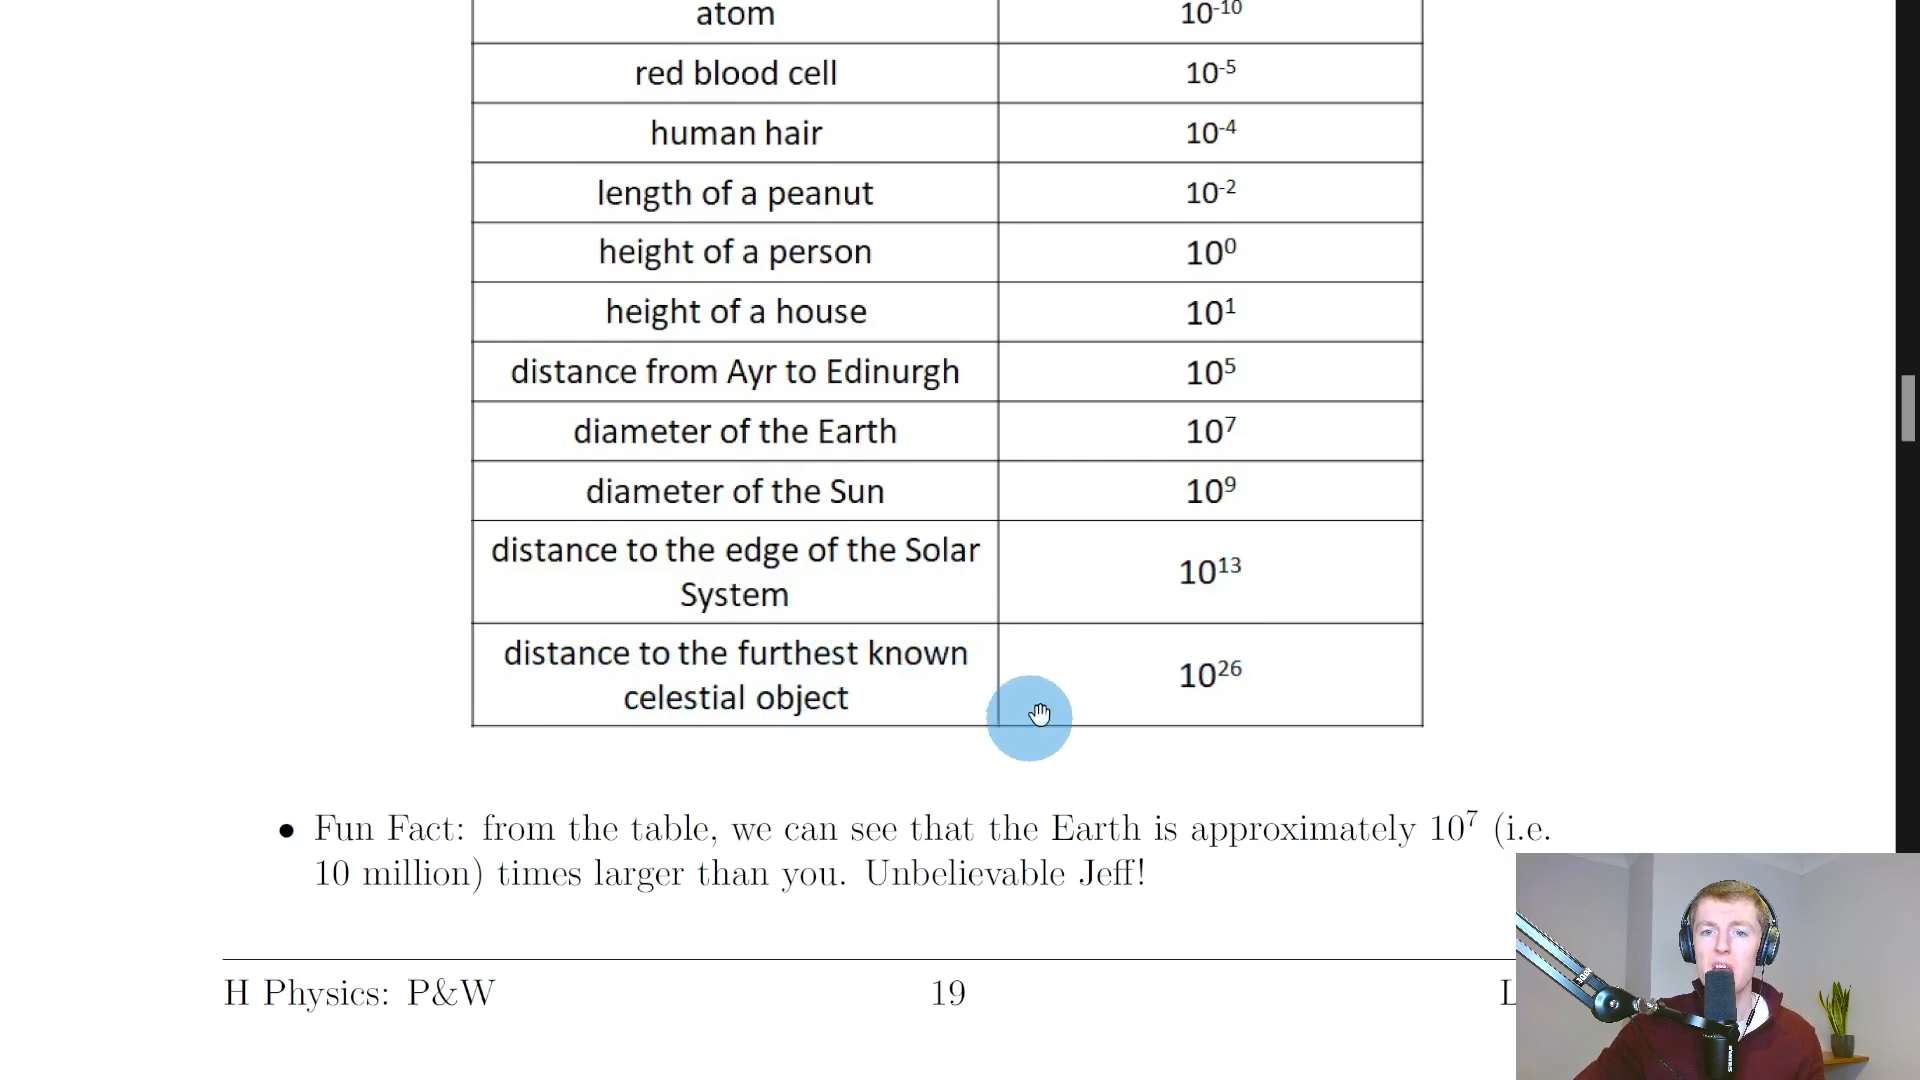 atom 10⁻¹⁰
red blood cell 10⁻⁵
human hair 10⁻⁴
length of a peanut 10⁻²
height of a person 10⁰
height of a house 10¹
distance from Ayr to Edinurgh 10⁵
diameter of the Earth 10⁷
diameter of the Sun 10⁹
distance to the edge of the Solar
System 10¹³
distance to the furthest known
celestial object 10²⁶
• Fun Fact: from the table, we can see that the Earth is approximately 10⁷ (i.e.
10 million) times larger than you. Unbelievable Jeff!
H Physics: P&W 19 L